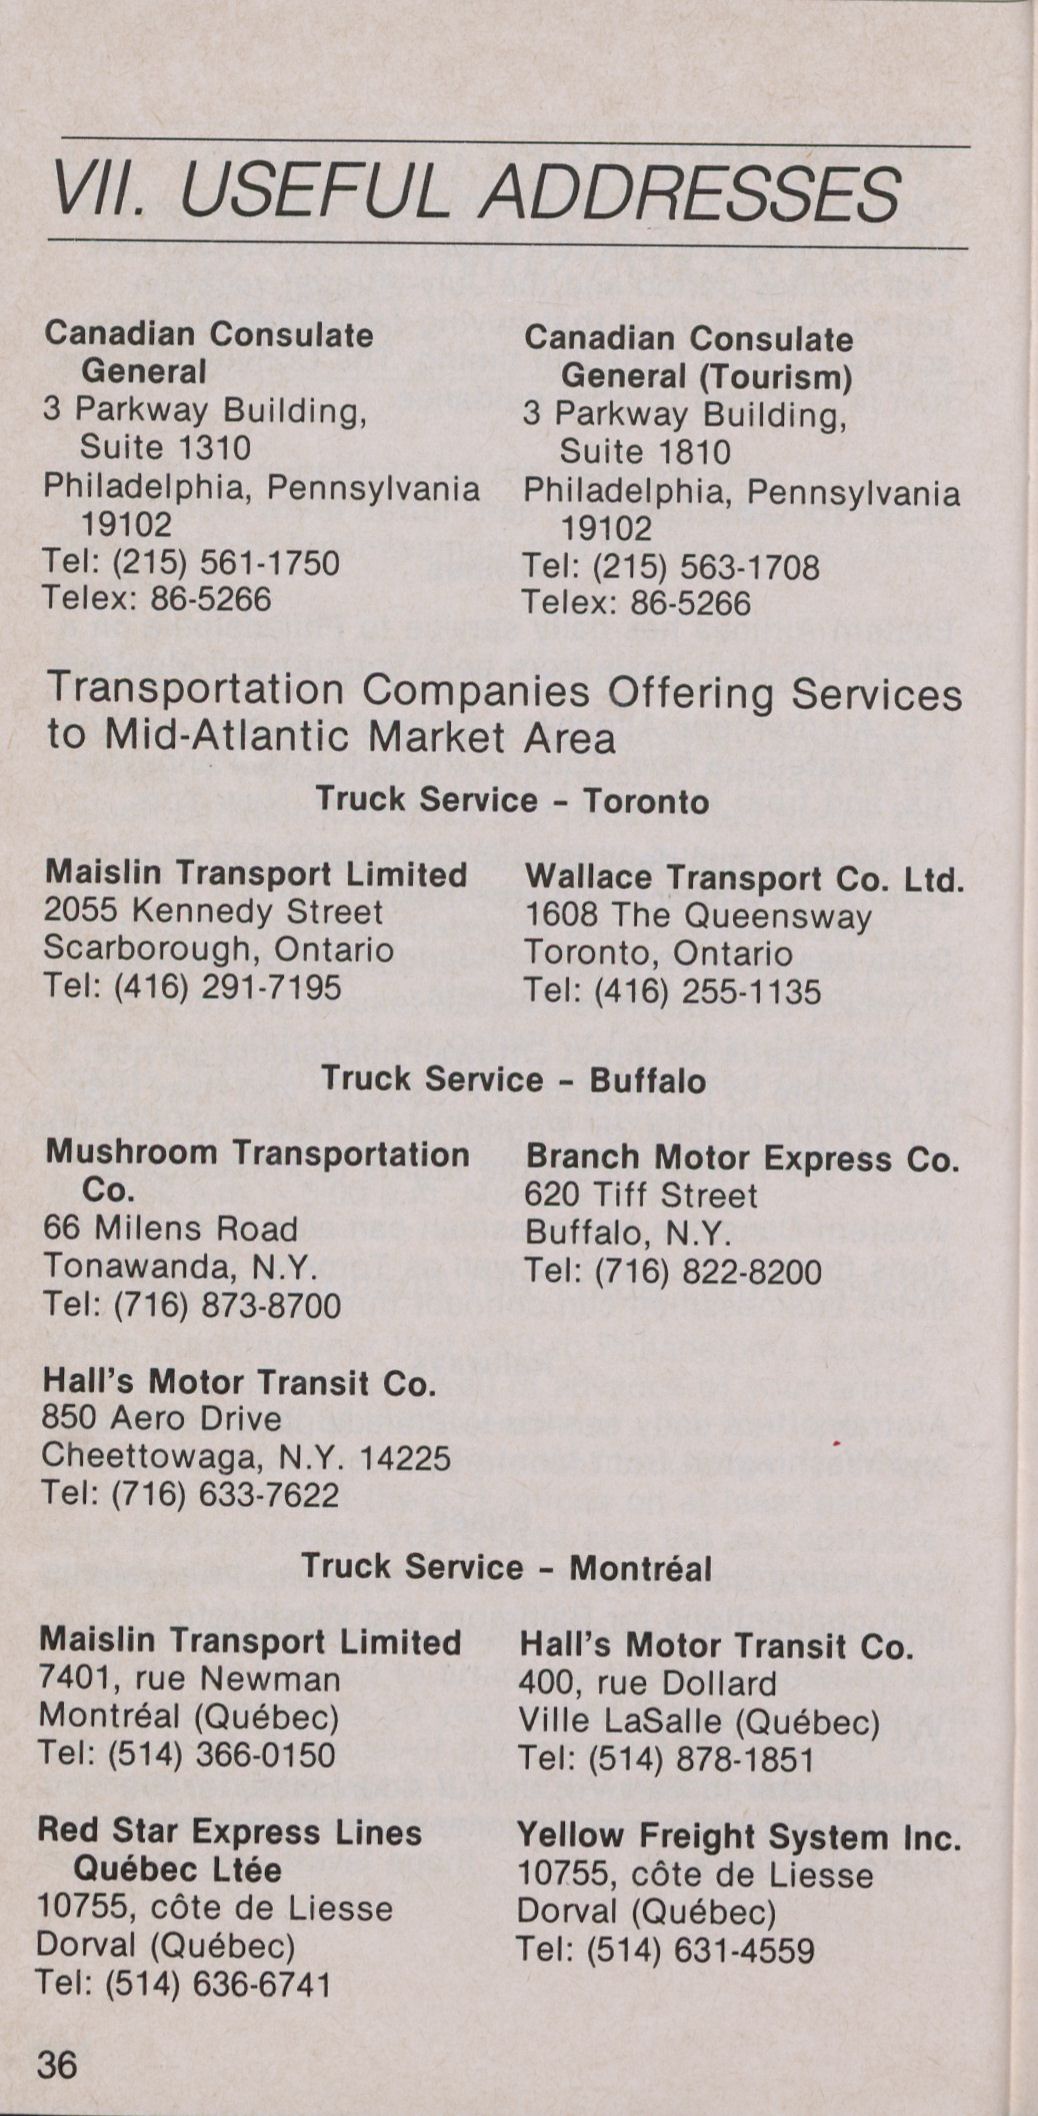 VII. USEFUL ADDRESSES
Canadian Consulate
General
3 Parkway Building,
Suite 1310
Philadelphia, Pennsylvania
19102
Tel: (215) 561-1750
Telex: 86-5266
Canadian Consulate
General (Tourism)
3 Parkway Building,
Suite 1810
Philadelphia, Pennsylvania
19102
Tel: (215) 563-1708
Telex: 86-5266
Transportation Companies Offering Services
to Mid-Atlantic Market Area
Truck Service - Toronto
Maislin Transport Limited
2055 Kennedy Street
Scarborough, Ontario
Tel: (416) 291-7195
Wallace Transport Co. Ltd.
1608 The Queensway
Toronto, Ontario
Tel: (416) 255-1135
Truck Service - Buffalo
Mushroom Transportation
Co.
66 Milens Road
Tonawanda, N.Y.
Tel: (716) 873-8700
Branch Motor Express Co.
620 Tiff Street
Buffalo, N.Y.
Tel: (716) 822-8200
Hall's Motor Transit Co.
850 Aero Drive
Cheettowaga, N.Y. 14225
Tel: (716) 633-7622
Truck Service - Montréal
Maislin Transport Limited
7401, rue Newman
Montréal (Québec)
Tel: (514) 366-0150
Hall's Motor Transit Co.
400, rue Dollard
Ville LaSalle (Québec)
Tel: (514) 878-1851
Red Star Express Lines
Québec Ltée
10755, côte de Liesse
Dorval (Québec)
Tel: (514) 636-6741
Yellow Freight System Inc.
10755, côte de Liesse
Dorval (Québec)
Tel: (514) 631-4559
36